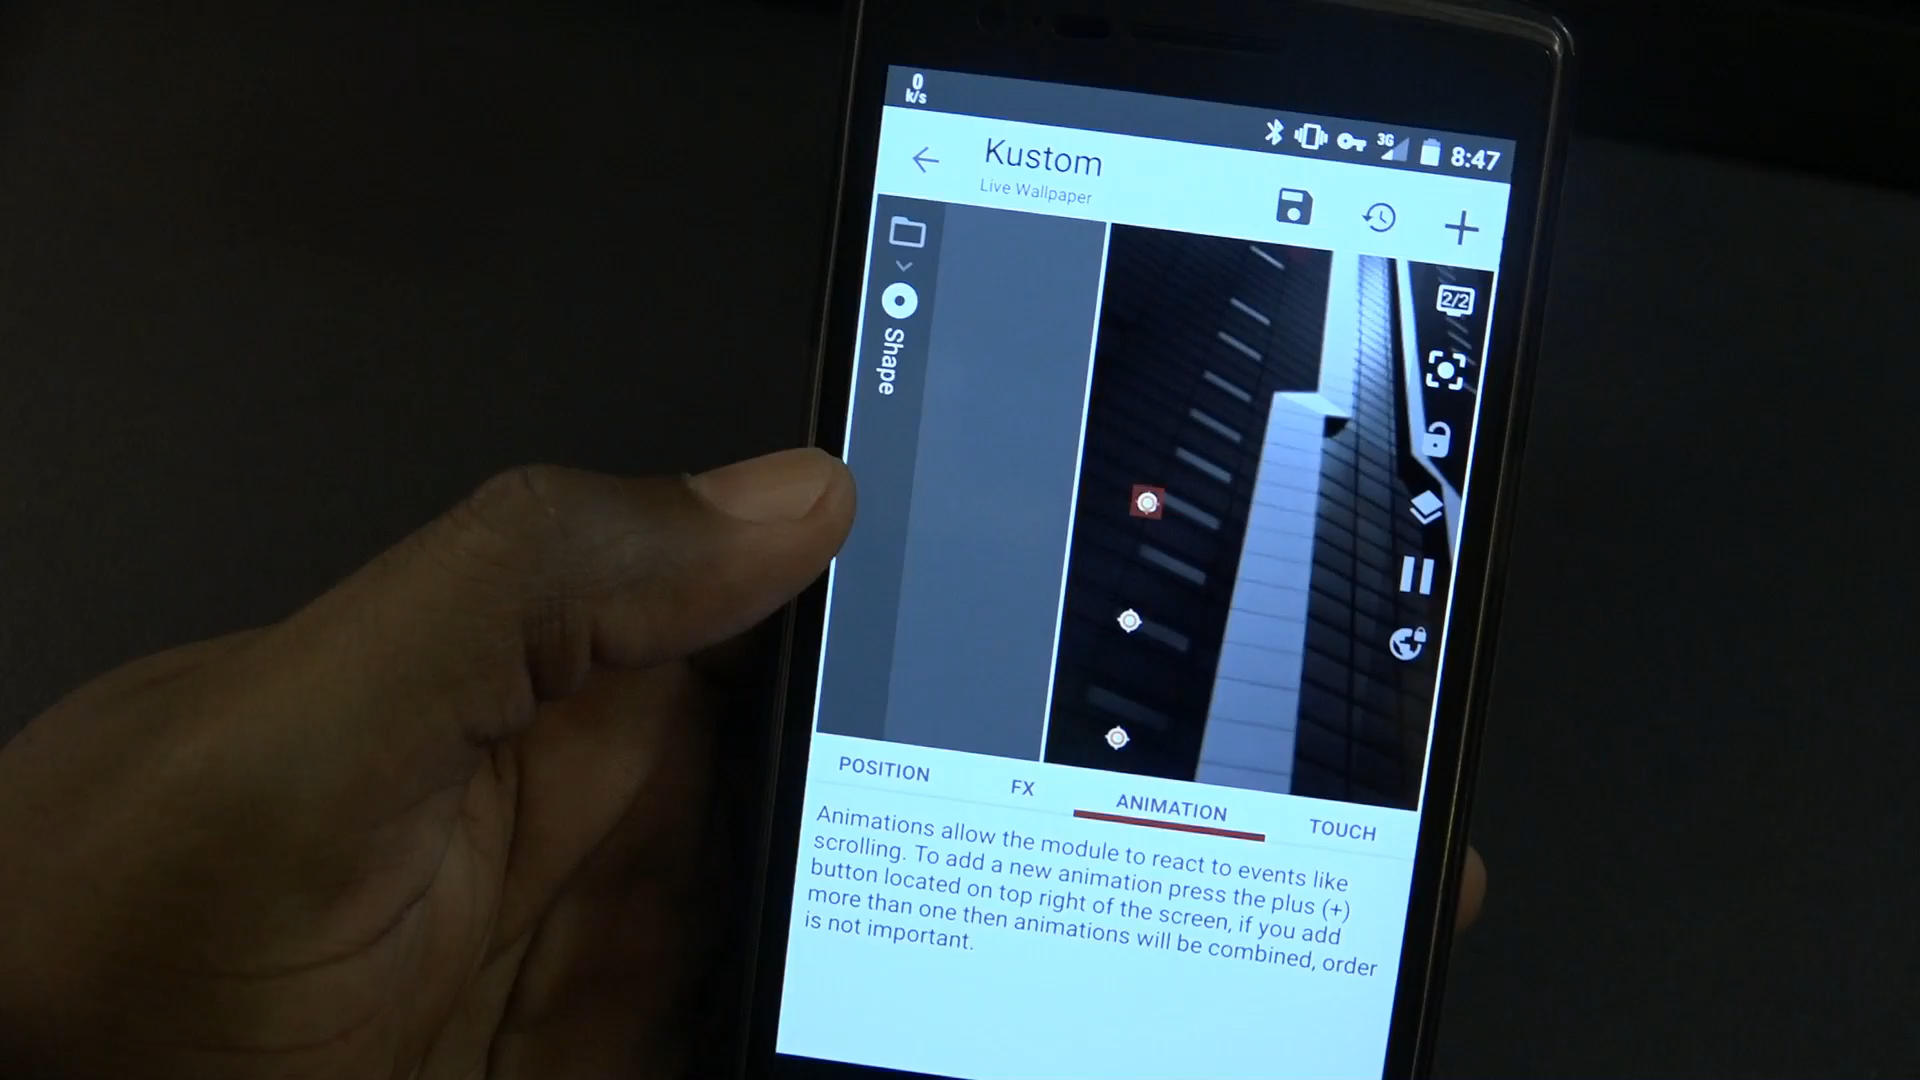 0
k/s
3G
8:47
Kustom
Live Wallpaper
2/2
Shape
POSITION
FX
ANIMATION
TOUCH
Animations allow the module to react to events like
scrolling. To add a new animation press the plus (+)
button located on top right of the screen, if you add
more than one then animations will be combined, order
is not important.